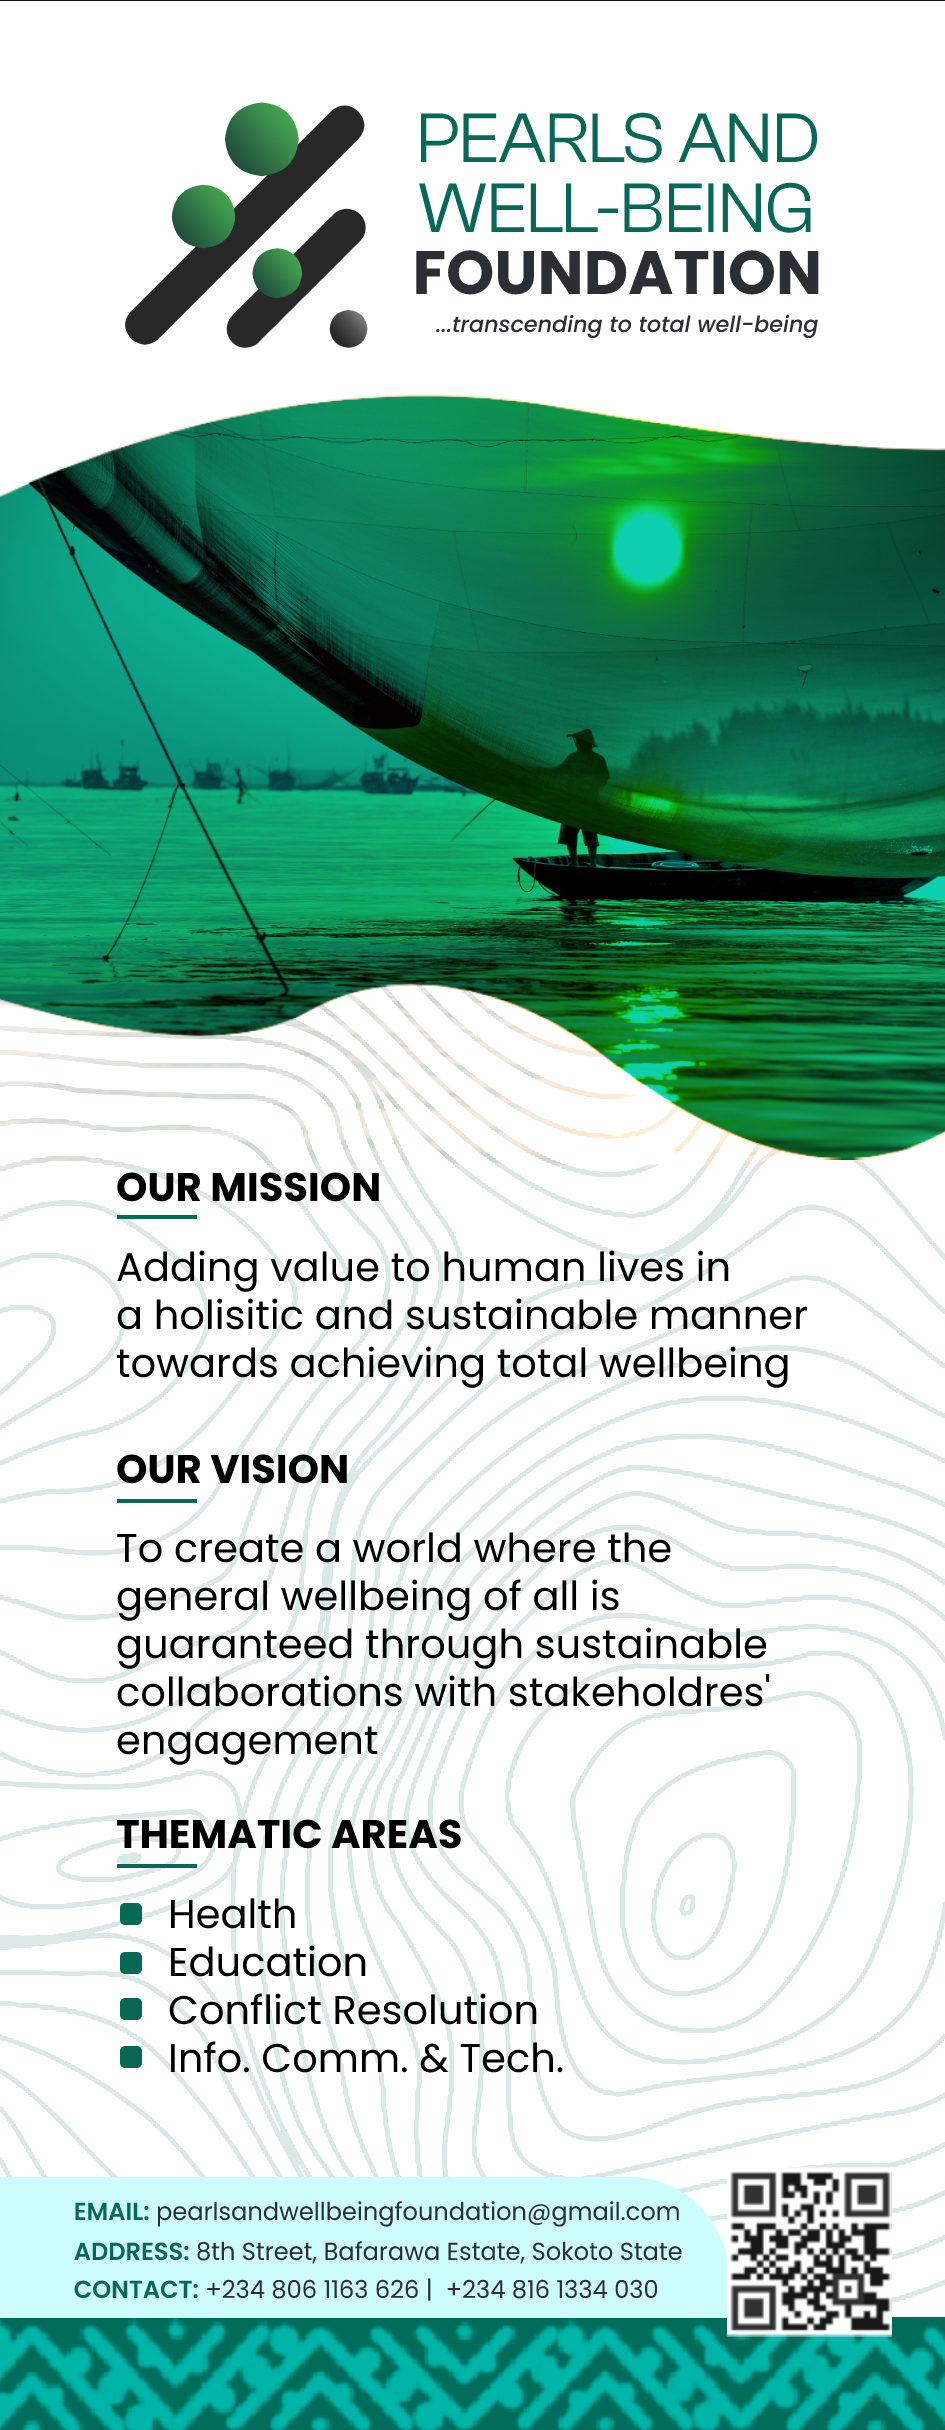 PEARLS AND
WELL-BEING
FOUNDATION
...transcending to total well-being
OUR MISSION
Adding value to human lives in
a holisitic and sustainable manner
towards achieving total wellbeing
OUR VISION
To create a world where the
general wellbeing of all is
guaranteed through sustainable
collaborations with stakeholdres'
engagement
THEMATIC AREAS
Health
Education
Conflict Resolution
Info. Comm. & Tech.
EMAIL: pearlsandwellbeingfoundation@gmail.com
ADDRESS: 8th Street, Bafarawa Estate, Sokoto State
CONTACT: +234 806 1163 626 | +234 816 1334 030